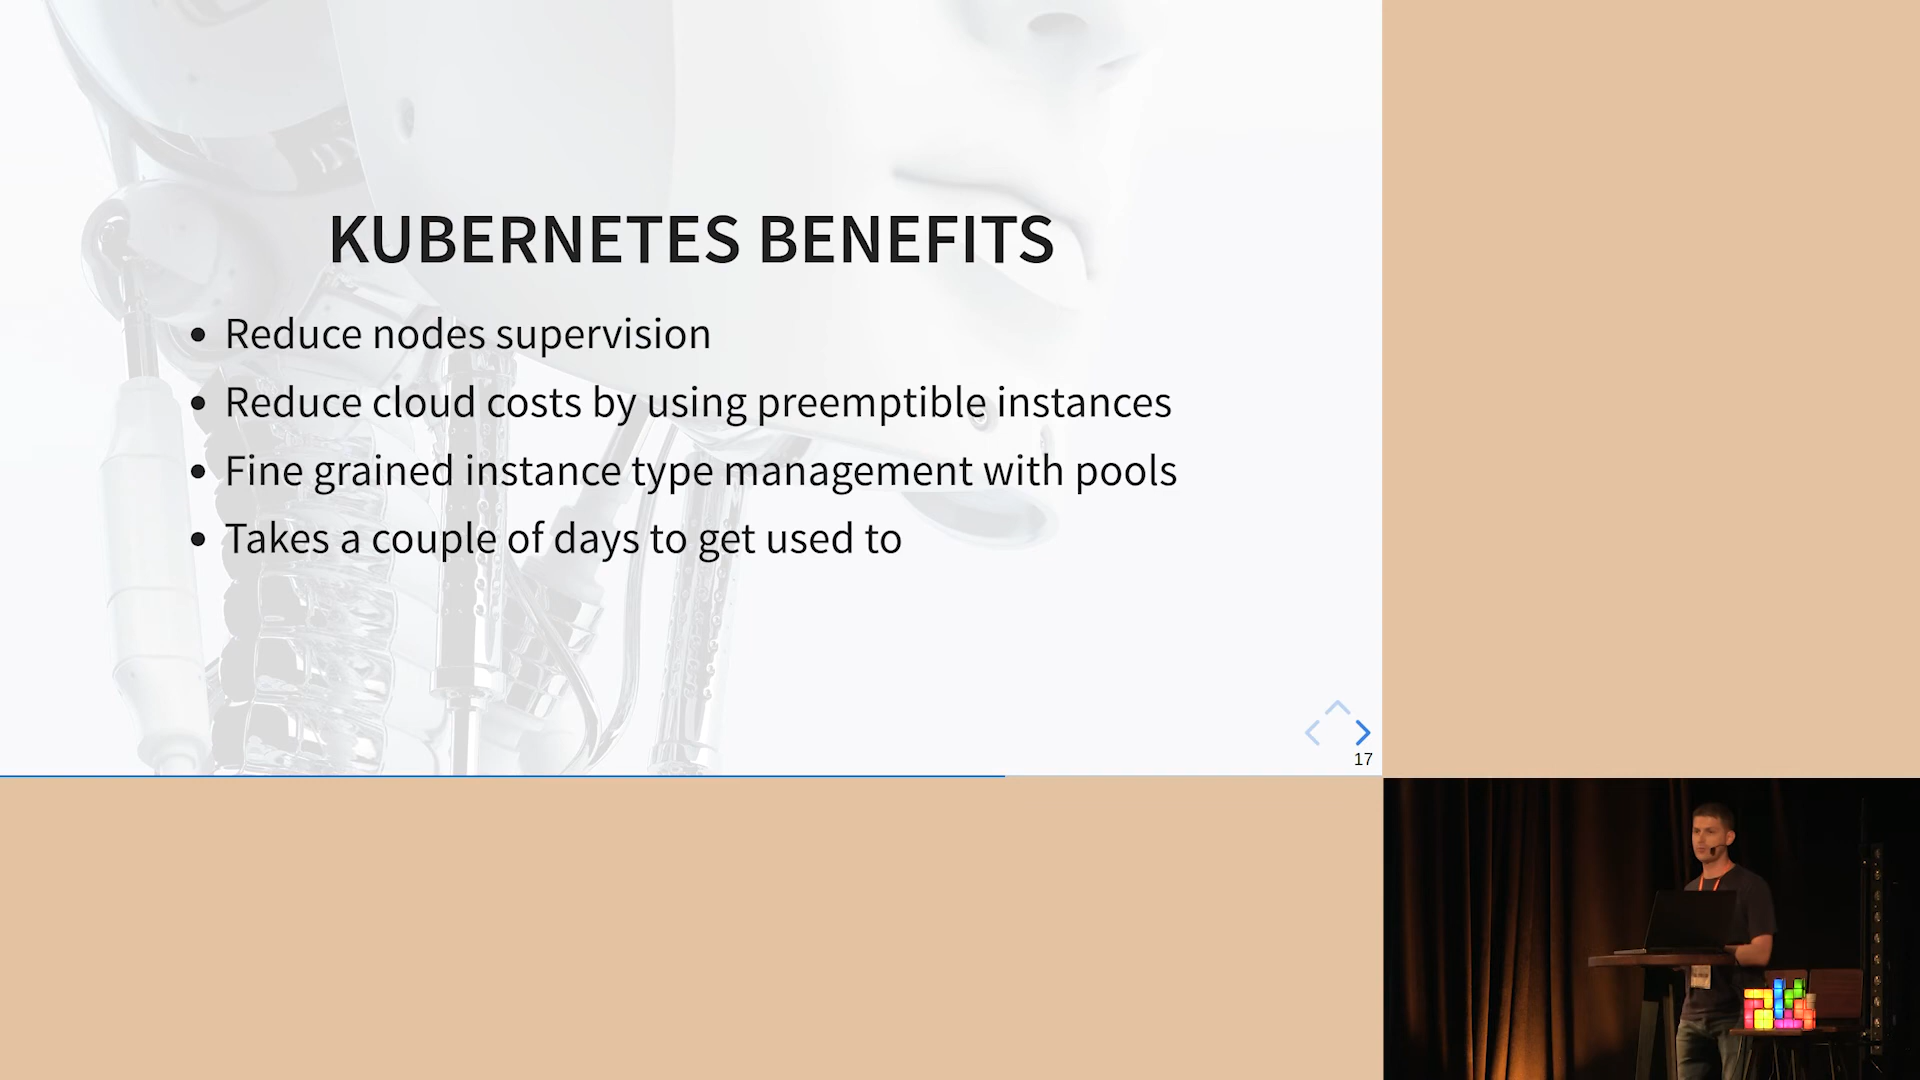 KUBERNETES BENEFITS
Reduce nodes supervision
Reduce cloud costs by using preemptible instances
Fine grained instance type management with pools
Takes a couple of days to get used to
17